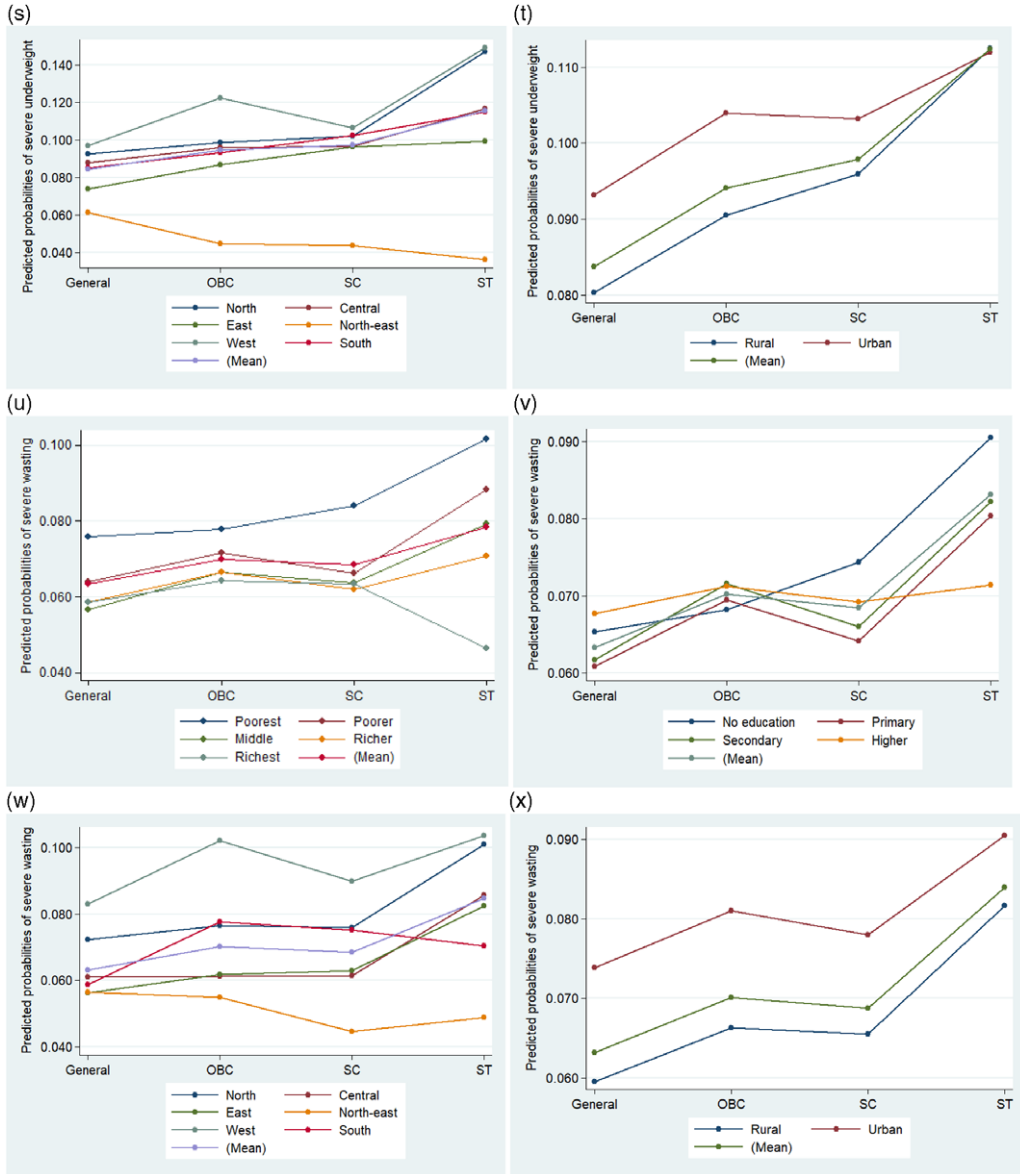 (s)
Predicted probabilities of severe underweight
0.140
0.120
0.100
0.080
0.060
0.040
General OBC SC ST
North Central
East North-east
West South
(Mean)
(t)
Predicted probabilities of severe underweight
0.110
0.100
0.090
0.080
General OBC SC ST
Rural Urban
(Mean)
(u)
Predicted probabilities of severe wasting
0.100
0.080
0.060
0.040
General OBC SC ST
Poorest Poorer
Middle Richer
Richest (Mean)
(v)
Predicted probabilities of severe wasting
0.090
0.080
0.070
0.060
General OBC SC ST
No education Primary
Secondary Higher
(Mean)
(w)
Predicted probabilities of severe wasting
0.100
0.080
0.060
0.040
General OBC SC ST
North Central
East North-east
West South
(Mean)
(x)
Predicted probabilities of severe wasting
0.090
0.080
0.070
0.060
General OBC SC ST
Rural Urban
(Mean)